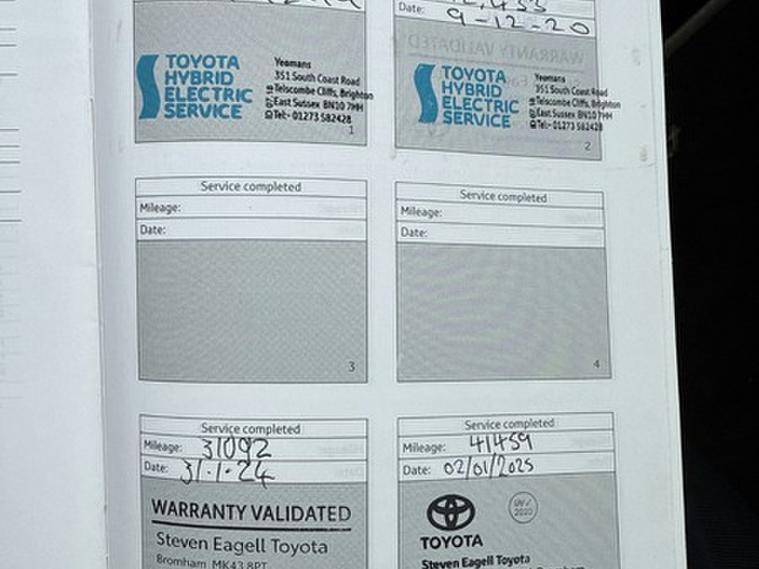 Date: 9-12-20
TOYOTA
HYBRID
ELECTRIC
SERVICE
Yeomans
351 South Coast Road
Telscombe Cliffs, Brighton
East Sussex BN10 7HH
Tel:- 01273 582428
1
TOYOTA
HYBRID
ELECTRIC
SERVICE
Yeomans
351 South Coast Road
Telscombe Cliffs, Brighton
East Sussex BN10 7HH
Tel:- 01273 582428
2
Service completed
Mileage:
Date:
3
Service completed
Mileage:
Date:
4
Service completed
Mileage: 31092
Date: 31·1·24
WARRANTY VALIDATED
Steven Eagell Toyota
Bromham MK43 8PT
Service completed
Mileage: 41459
Date: 02/01/2025
TOYOTA
Steven Eagell Toyota